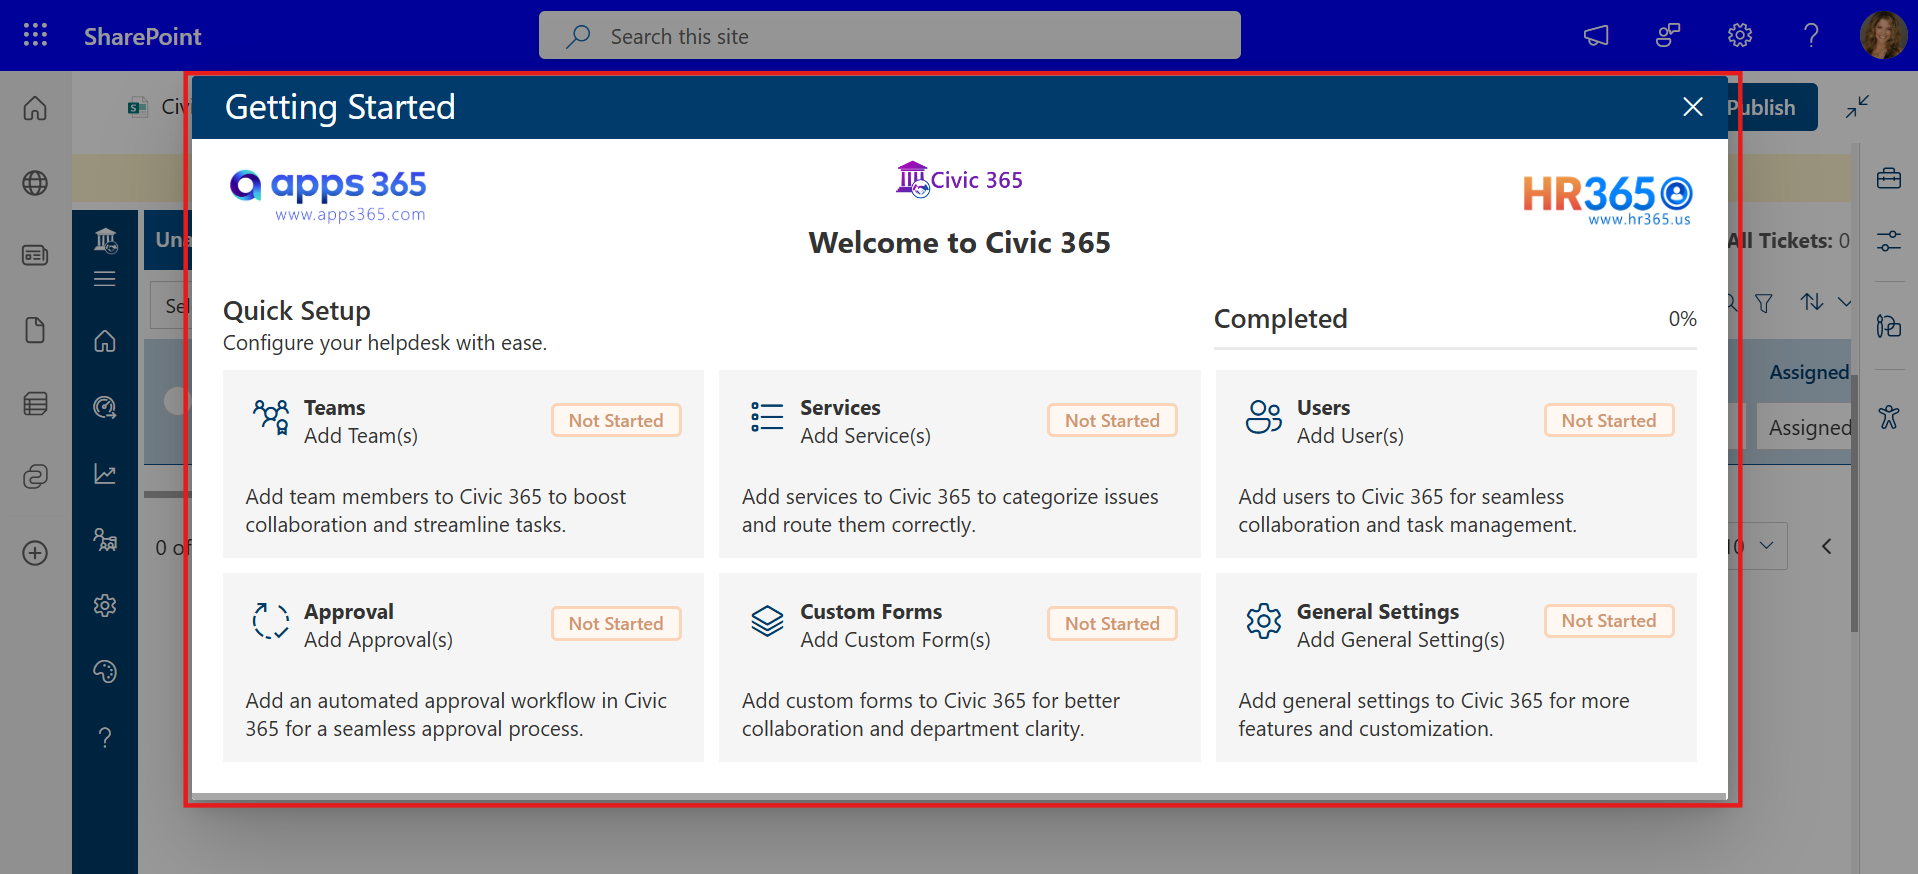 SharePoint
Search this site
Getting Started
Publish
apps 365
www.apps365.com
Civic 365
HR365
www.hr365.us
Welcome to Civic 365
All Tickets: 0
Quick Setup
Configure your helpdesk with ease.
Completed
0%
Teams
Add Team(s)
Not Started
Add team members to Civic 365 to boost
collaboration and streamline tasks.
Services
Add Service(s)
Not Started
Add services to Civic 365 to categorize issues
and route them correctly.
Users
Add User(s)
Not Started
Add users to Civic 365 for seamless
collaboration and task management.
Assigned
Assigned
0 of
10
Approval
Add Approval(s)
Not Started
Add an automated approval workflow in Civic
365 for a seamless approval process.
Custom Forms
Add Custom Form(s)
Not Started
Add custom forms to Civic 365 for better
collaboration and department clarity.
General Settings
Add General Setting(s)
Not Started
Add general settings to Civic 365 for more
features and customization.